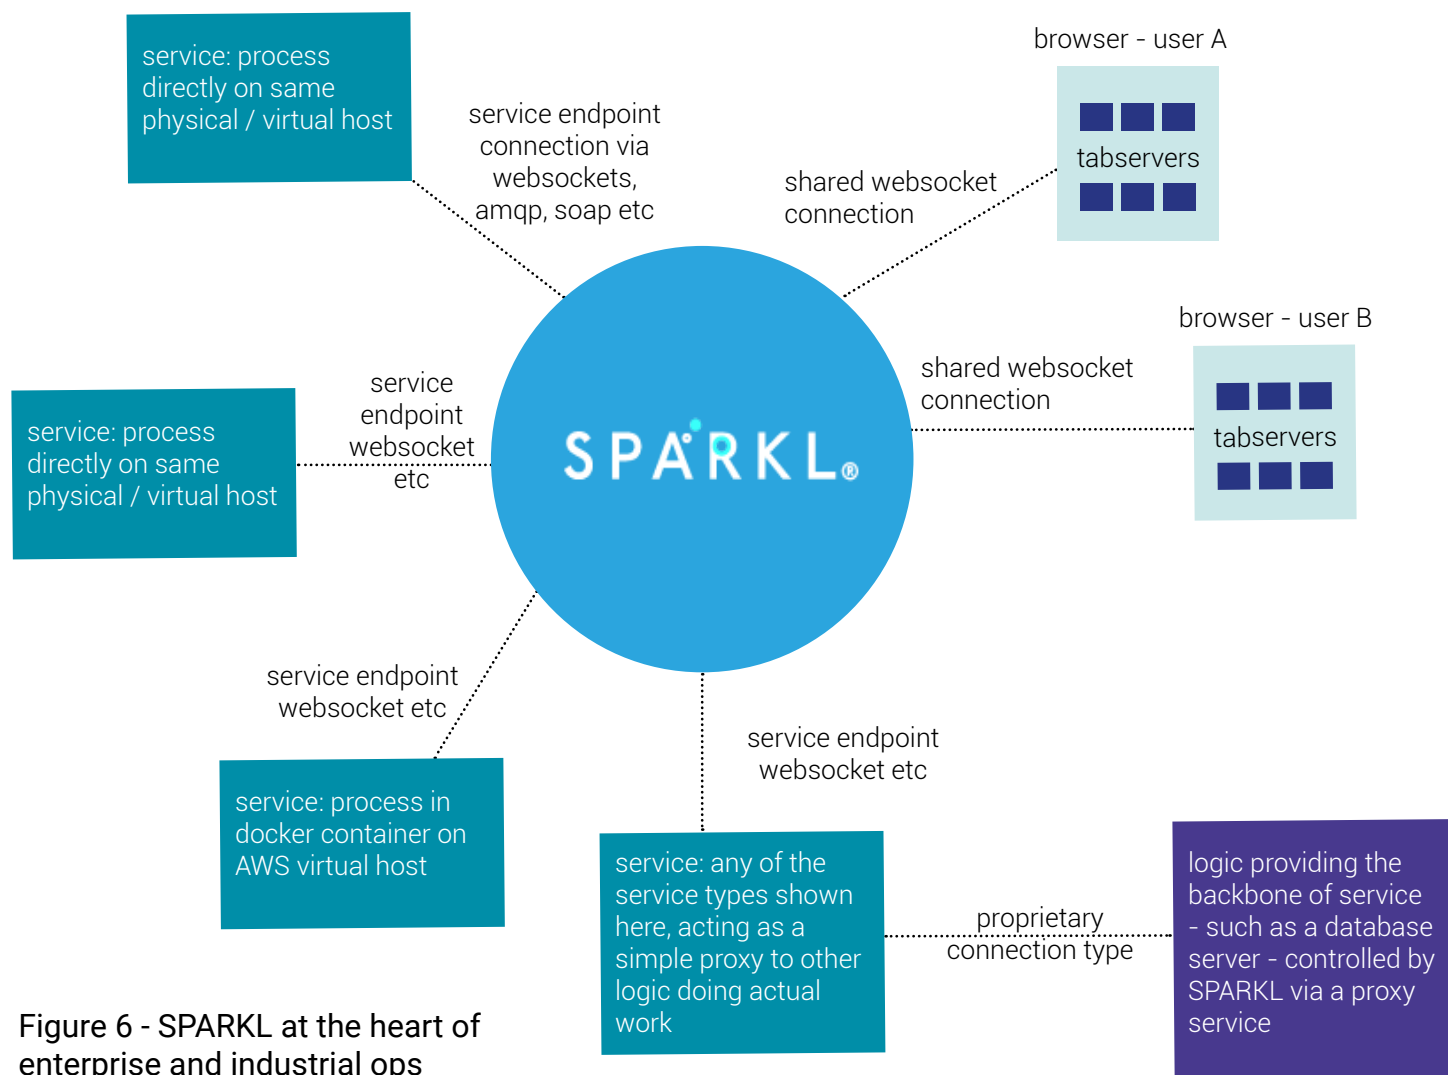 service: process
directly on same
physical / virtual host
service endpoint
connection via
websockets,
amqp, soap etc
browser - user A
tabservers
shared websocket
connection
browser - user B
tabservers
shared websocket
connection
service
endpoint
websocket
etc
service: process
directly on same
physical / virtual host
SPARKL®
service endpoint
websocket etc
service: process in
docker container on
AWS virtual host
service endpoint
websocket etc
service: any of the
service types shown
here, acting as a
simple proxy to other
logic doing actual
work
proprietary
connection type
logic providing the
backbone of service
- such as a database
server - controlled by
SPARKL via a proxy
service
Figure 6 - SPARKL at the heart of
enterprise and industrial ops